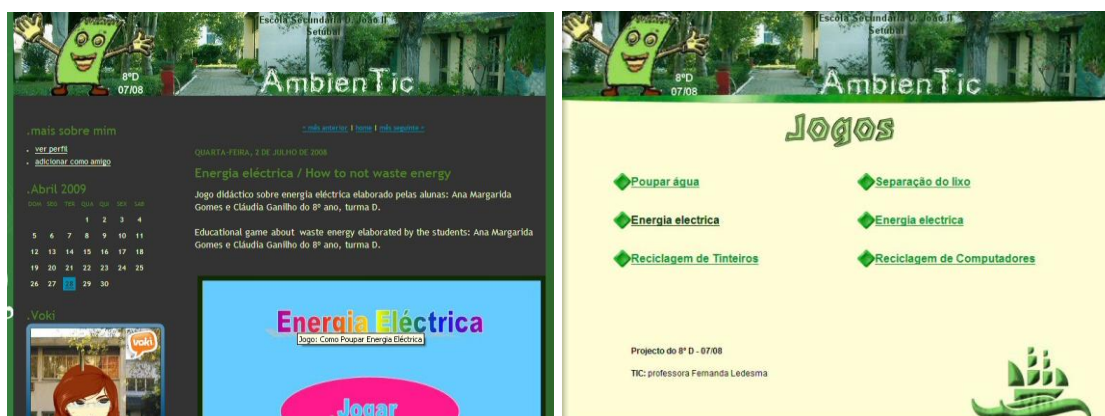 Escola Secundária D. João II
Setúbal
8ºD
07/08
AmbienTic
.mais sobre mim
ver perfil
adicionar como amigo
.Abril 2009
DOM SEG TER QUA QUI SEX SAB
1 2 3 4
5 6 7 8 9 10 11
12 13 14 15 16 17 18
19 20 21 22 23 24 25
26 27 28 29 30
.Voki
voki
« mês anterior | home | mês seguinte »
QUARTA-FEIRA, 2 DE JULHO DE 2008
Energia eléctrica / How to not waste energy
Jogo didáctico sobre energia eléctrica elaborado pelas alunas: Ana Margarida
Gomes e Cláudia Ganilho do 8º ano, turma D.
Educational game about waste energy elaborated by the students: Ana Margarida
Gomes e Cláudia Ganilho do 8º ano, turma D.
Energia Eléctrica
Jogo: Como Poupar Energia Eléctrica
Jogar
Escola Secundária D. João II
Setúbal
8ºD
07/08
AmbienTic
Jogos
Poupar água
Separação do lixo
Energia electrica
Energia electrica
Reciclagem de Tinteiros
Reciclagem de Computadores
Projecto do 8º D - 07/08
TIC: professora Fernanda Ledesma